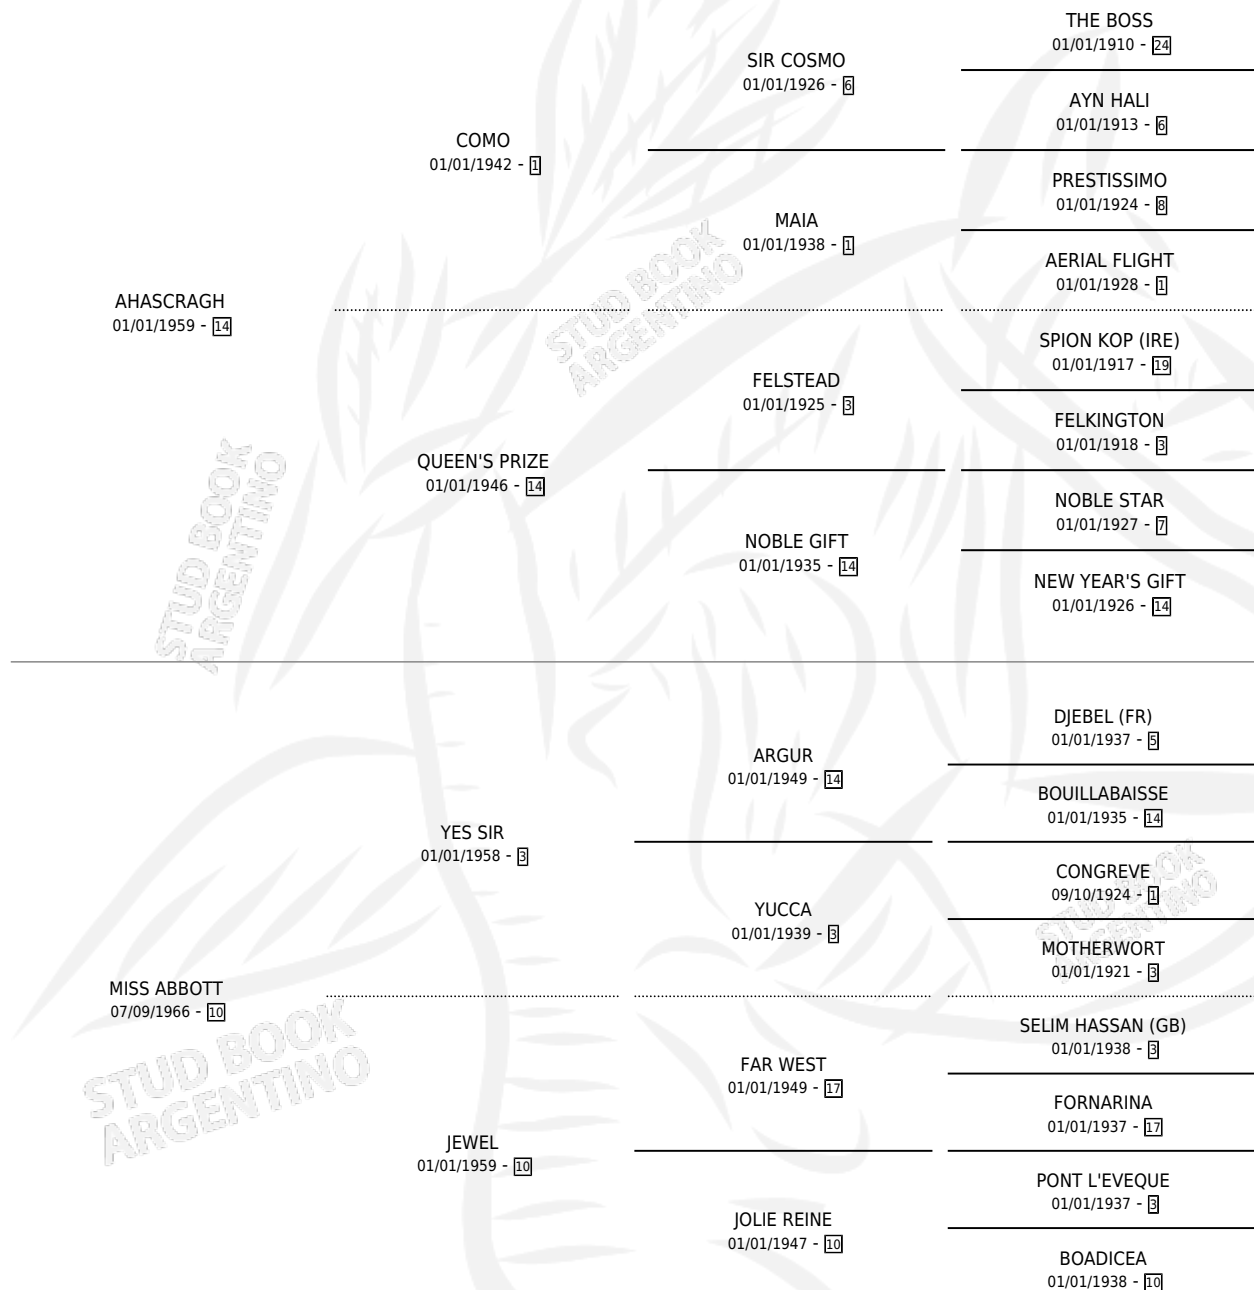 THE BOSS
01/01/1910 - 24
SIR COSMO
01/01/1926 - 6
AYN HALI
01/01/1913 - 6
COMO
01/01/1942 - 1
PRESTISSIMO
01/01/1924 - 8
MAIA
01/01/1938 - 1
AERIAL FLIGHT
01/01/1928 - 1
AHASCRAGH
01/01/1959 - 14
SPION KOP (IRE)
01/01/1917 - 19
FELSTEAD
01/01/1925 - 3
FELKINGTON
01/01/1918 - 3
QUEEN'S PRIZE
01/01/1946 - 14
NOBLE STAR
01/01/1927 - 7
NOBLE GIFT
01/01/1935 - 14
NEW YEAR'S GIFT
01/01/1926 - 14
DJEBEL (FR)
01/01/1937 - 5
ARGUR
01/01/1949 - 14
BOUILLABAISSE
01/01/1935 - 14
YES SIR
01/01/1958 - 3
CONGREVE
09/10/1924 - 1
YUCCA
01/01/1939 - 3
MOTHERWORT
01/01/1921 - 3
MISS ABBOTT
07/09/1966 - 10
SELIM HASSAN (GB)
01/01/1938 - 3
FAR WEST
01/01/1949 - 17
FORNARINA
01/01/1937 - 17
JEWEL
01/01/1959 - 10
PONT L'EVEQUE
01/01/1937 - 3
JOLIE REINE
01/01/1947 - 10
BOADICEA
01/01/1938 - 10
STUD BOOK
ARGENTINO
STUD BOOK
ARGENTINO
STUD BOOK
ARGENTINO
STUD BOOK
ARGENTINO